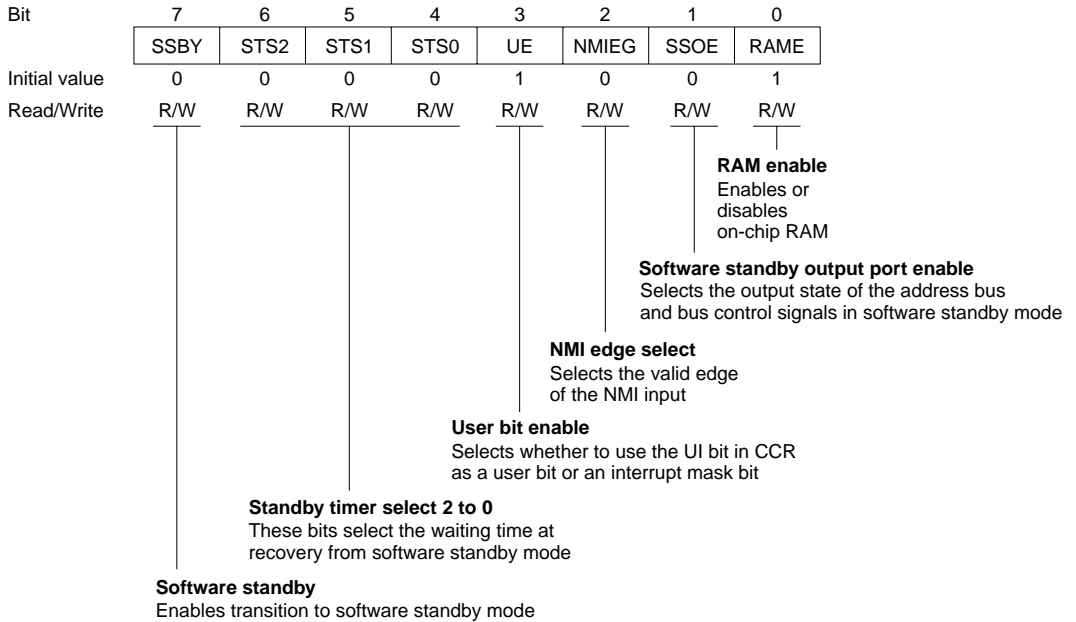 Bit 7 6 5 4 3 2 1 0
SSBY STS2 STS1 STS0 UE NMIEG SSOE RAME
Initial value 0 0 0 0 1 0 0 1
Read/Write R/W R/W R/W R/W R/W R/W R/W R/W
RAM enable
Enables or
disables
on-chip RAM
Software standby output port enable
Selects the output state of the address bus
and bus control signals in software standby mode
NMI edge select
Selects the valid edge
of the NMI input
User bit enable
Selects whether to use the UI bit in CCR
as a user bit or an interrupt mask bit
Standby timer select 2 to 0
These bits select the waiting time at
recovery from software standby mode
Software standby
Enables transition to software standby mode